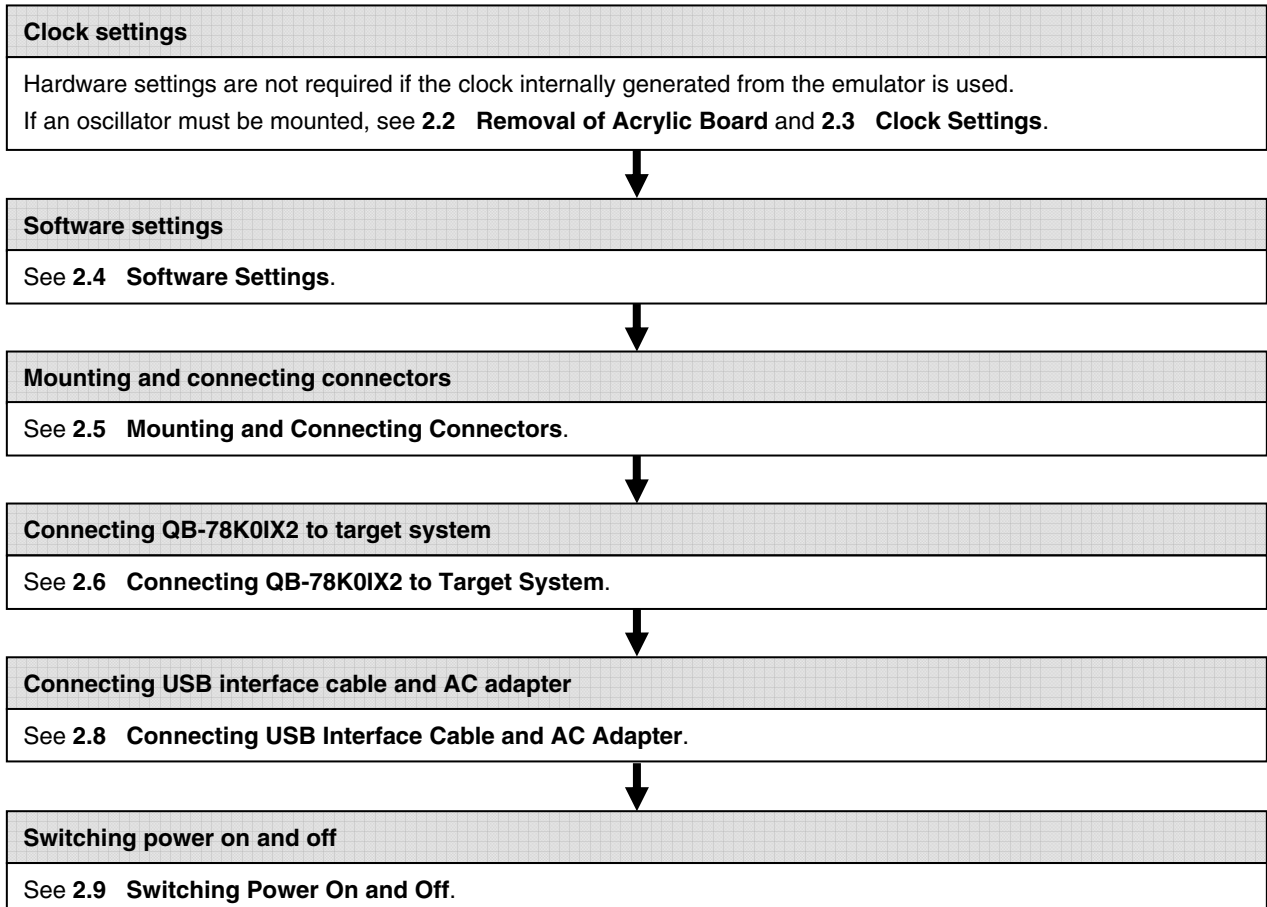 Clock settings
Hardware settings are not required if the clock internally generated from the emulator is used.
If an oscillator must be mounted, see 2.2 Removal of Acrylic Board and 2.3 Clock Settings.
Software settings
See 2.4 Software Settings.
Mounting and connecting connectors
See 2.5 Mounting and Connecting Connectors.
Connecting QB-78K0IX2 to target system
See 2.6 Connecting QB-78K0IX2 to Target System.
Connecting USB interface cable and AC adapter
See 2.8 Connecting USB Interface Cable and AC Adapter.
Switching power on and off
See 2.9 Switching Power On and Off.